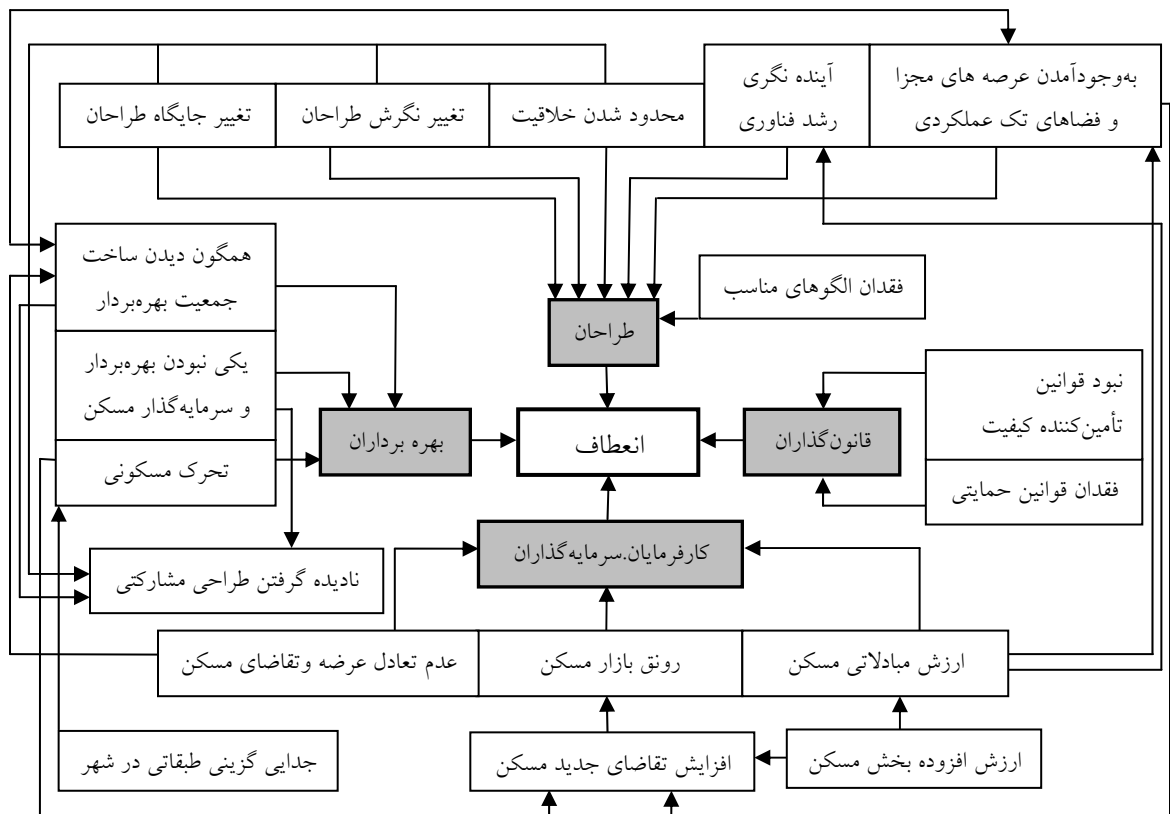 به‌وجودآمدن عرصه های مجزا
و فضاهای تک عملکردی
آینده نگری
رشد فناوری
محدود شدن خلاقیت
تغییر نگرش طراحان
تغییر جایگاه طراحان
همگون دیدن ساخت
جمعیت بهره‌بردار
فقدان الگوهای مناسب
طراحان
یکی نبودن بهره‌بردار
و سرمایه‌گذار مسکن
نبود قوانین
تأمین‌کننده کیفیت
قانون‌گذاران
انعطاف
بهره برداران
تحرک مسکونی
فقدان قوانین حمایتی
کارفرمایان.سرمایه‌گذاران
نادیده گرفتن طراحی مشارکتی
ارزش مبادلاتی مسکن
رونق بازار مسکن
عدم تعادل عرضه وتقاضای مسکن
ارزش افزوده بخش مسکن
افزایش تقاضای جدید مسکن
جدایی گزینی طبقاتی در شهر